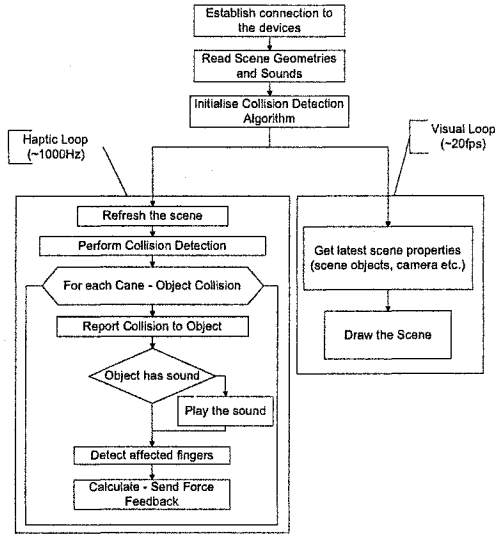 Establish connection to
the devices
Read Scene Geometries
and Sounds
Initialise Collision Detection
Algorithm
Haptic Loop
(~1000Hz)
Visual Loop
(~20fps)
Refresh the scene
Perform Collision Detection
For each Cane - Object Collision
Report Collision to Object
Object has sound
Play the sound
Detect affected fingers
Calculate - Send Force
Feedback
Get latest scene properties
(scene objects, camera etc.)
Draw the Scene